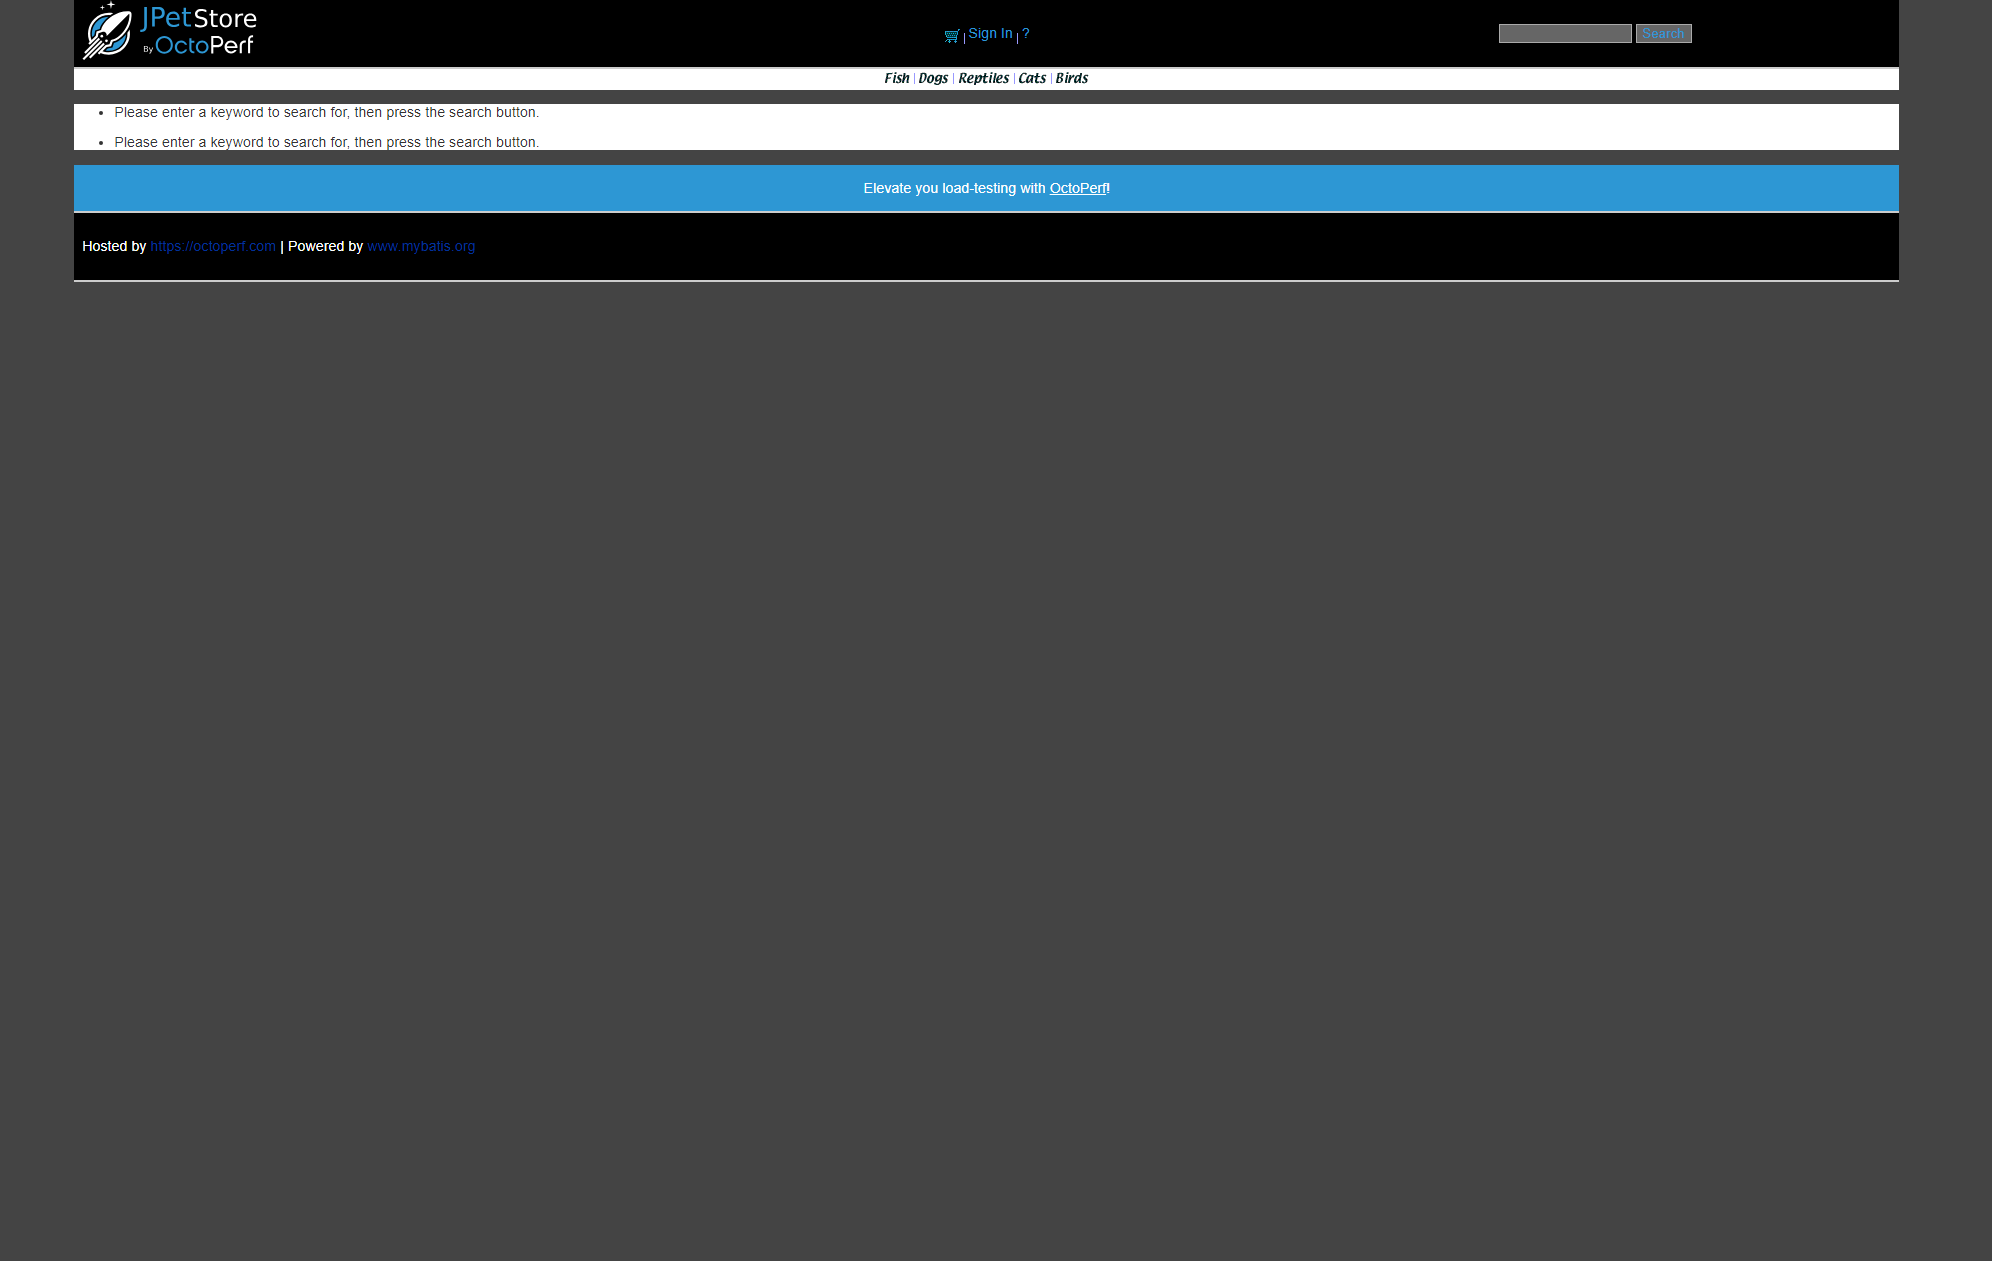 JPetStore
By OctoPerf
| Sign In | ?
Search
Fish | Dogs | Reptiles | Cats | Birds
• Please enter a keyword to search for, then press the search button.
• Please enter a keyword to search for, then press the search button.
Elevate you load-testing with OctoPerf!
Hosted by https://octoperf.com | Powered by www.mybatis.org